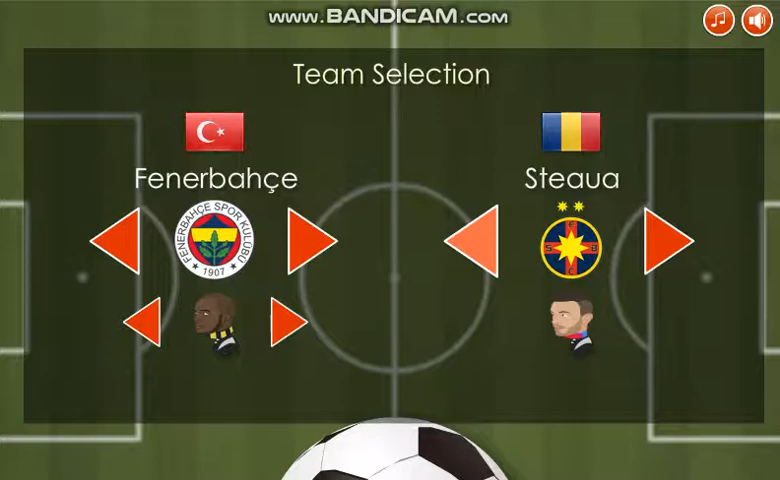 www.BANDICAM.com
Team Selection
Fenerbahçe
Steaua
FENERBAHÇE SPOR KULÜBÜ
★ 1907 ★